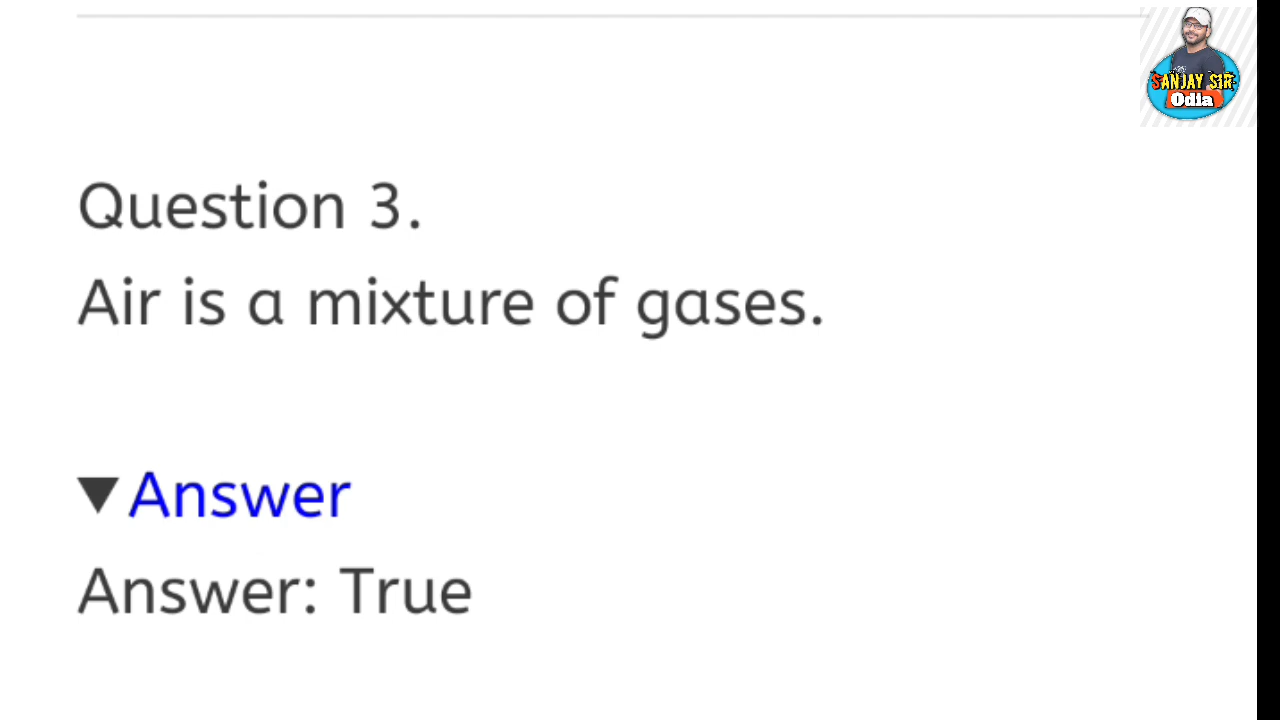 SANJAY SIR
Odia
Question 3.
Air is a mixture of gases.
▼Answer
Answer: True